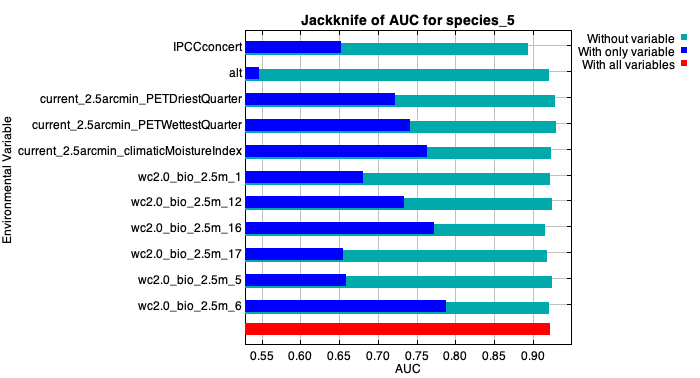 Jackknife of AUC for species_5
Without variable
With only variable
With all variables
Environmental Variable
IPCCconcert
alt
current_2.5arcmin_PETDriestQuarter
current_2.5arcmin_PETWettestQuarter
current_2.5arcmin_climaticMoistureIndex
wc2.0_bio_2.5m_1
wc2.0_bio_2.5m_12
wc2.0_bio_2.5m_16
wc2.0_bio_2.5m_17
wc2.0_bio_2.5m_5
wc2.0_bio_2.5m_6
0.55 0.60 0.65 0.70 0.75 0.80 0.85 0.90
AUC